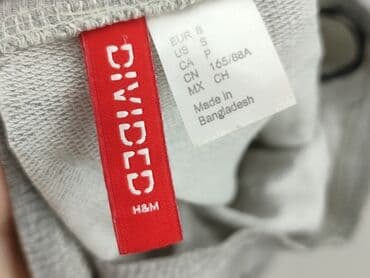 DIVIDED
H&M
EUR S
US S
CA P
CN 165/88A
MX CH
Made in
Bangladesh